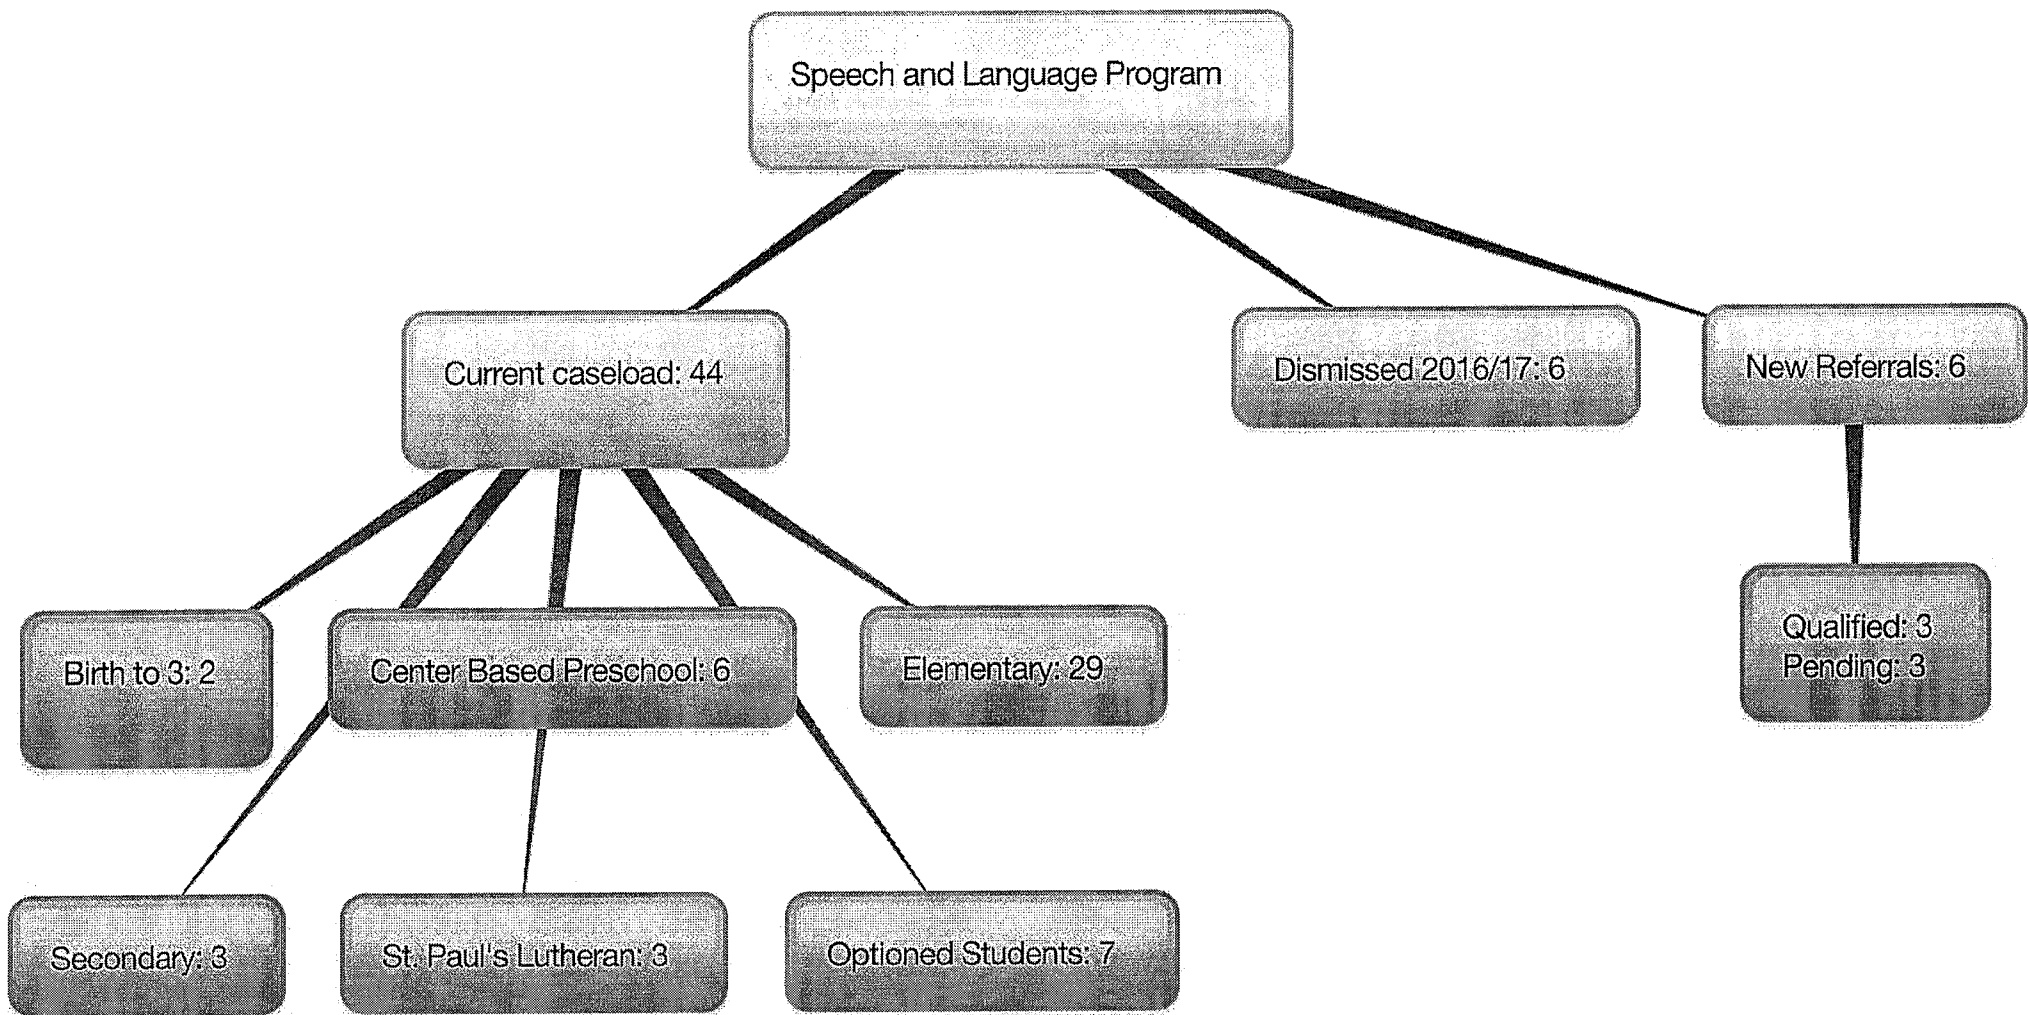 Speech and Language Program
Current caseload: 44
Dismissed 2016/17: 6
New Referrals: 6
Birth to 3: 2
Center Based Preschool: 6
Elementary: 29
Qualified: 3
Pending: 3
Secondary: 3
St. Paul's Lutheran: 3
Optioned Students: 7